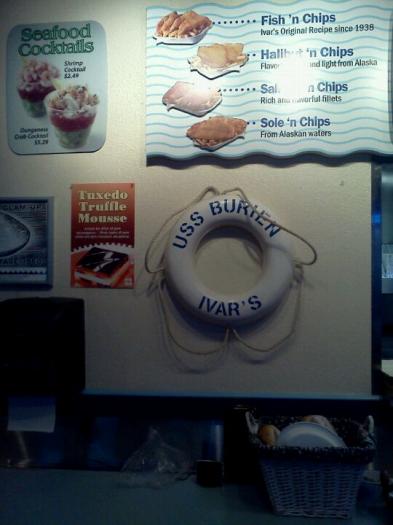 Seafood
Cocktails
Shrimp
Cocktail
$2.49
Dungeness
Crab Cocktail
$5.29
Fish 'n Chips
Ivar's Original Recipe since 1938
Halibut 'n Chips
and light from Alaska
'n Chips
Rich and flavorful fillets
Sole 'n Chips
From Alaskan waters
Tuxedo
Truffle
Mousse
USS BURIEN
IVAR'S